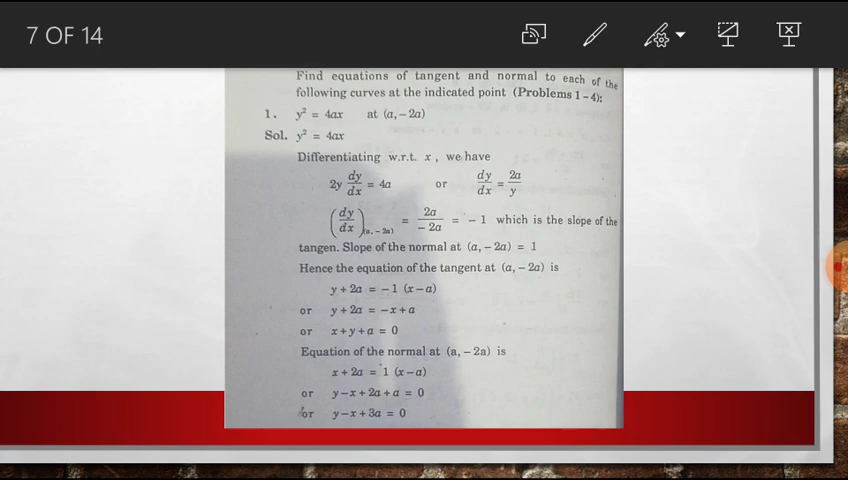 7 OF 14
Find equations of tangent and normal to each of the
following curves at the indicated point (Problems 1 – 4):
1. y² = 4ax at (a, – 2a)
Sol. y² = 4ax
Differentiating w.r.t. x , we have
2y dy/dx = 4a or dy/dx = 2a/y
(dy/dx)(a, – 2a) = 2a/– 2a = – 1 which is the slope of the
tangen. Slope of the normal at (a, – 2a) = 1
Hence the equation of the tangent at (a, – 2a) is
y + 2a = – 1 (x – a)
or y + 2a = – x + a
or x + y + a = 0
Equation of the normal at (a, – 2a) is
x + 2a = 1 (x – a)
or y – x + 2a + a = 0
or y – x + 3a = 0